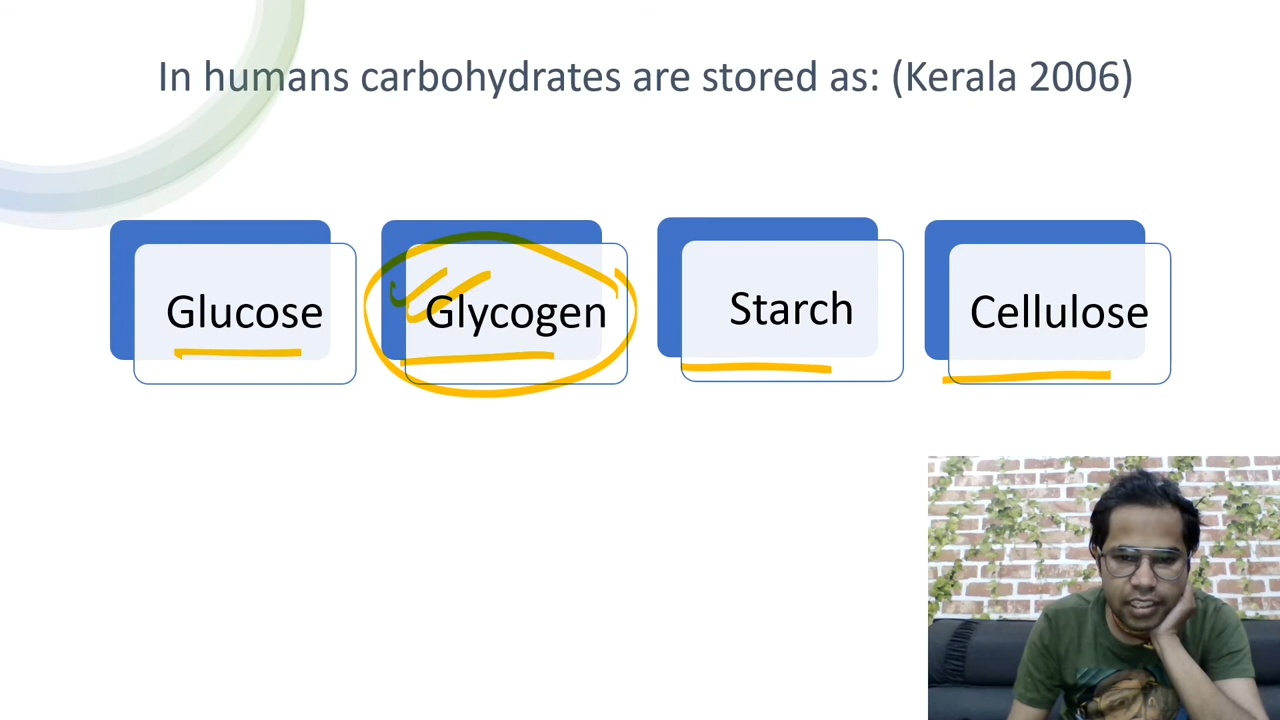 In humans carbohydrates are stored as: (Kerala 2006)
Glucose
Glycogen
Starch
Cellulose